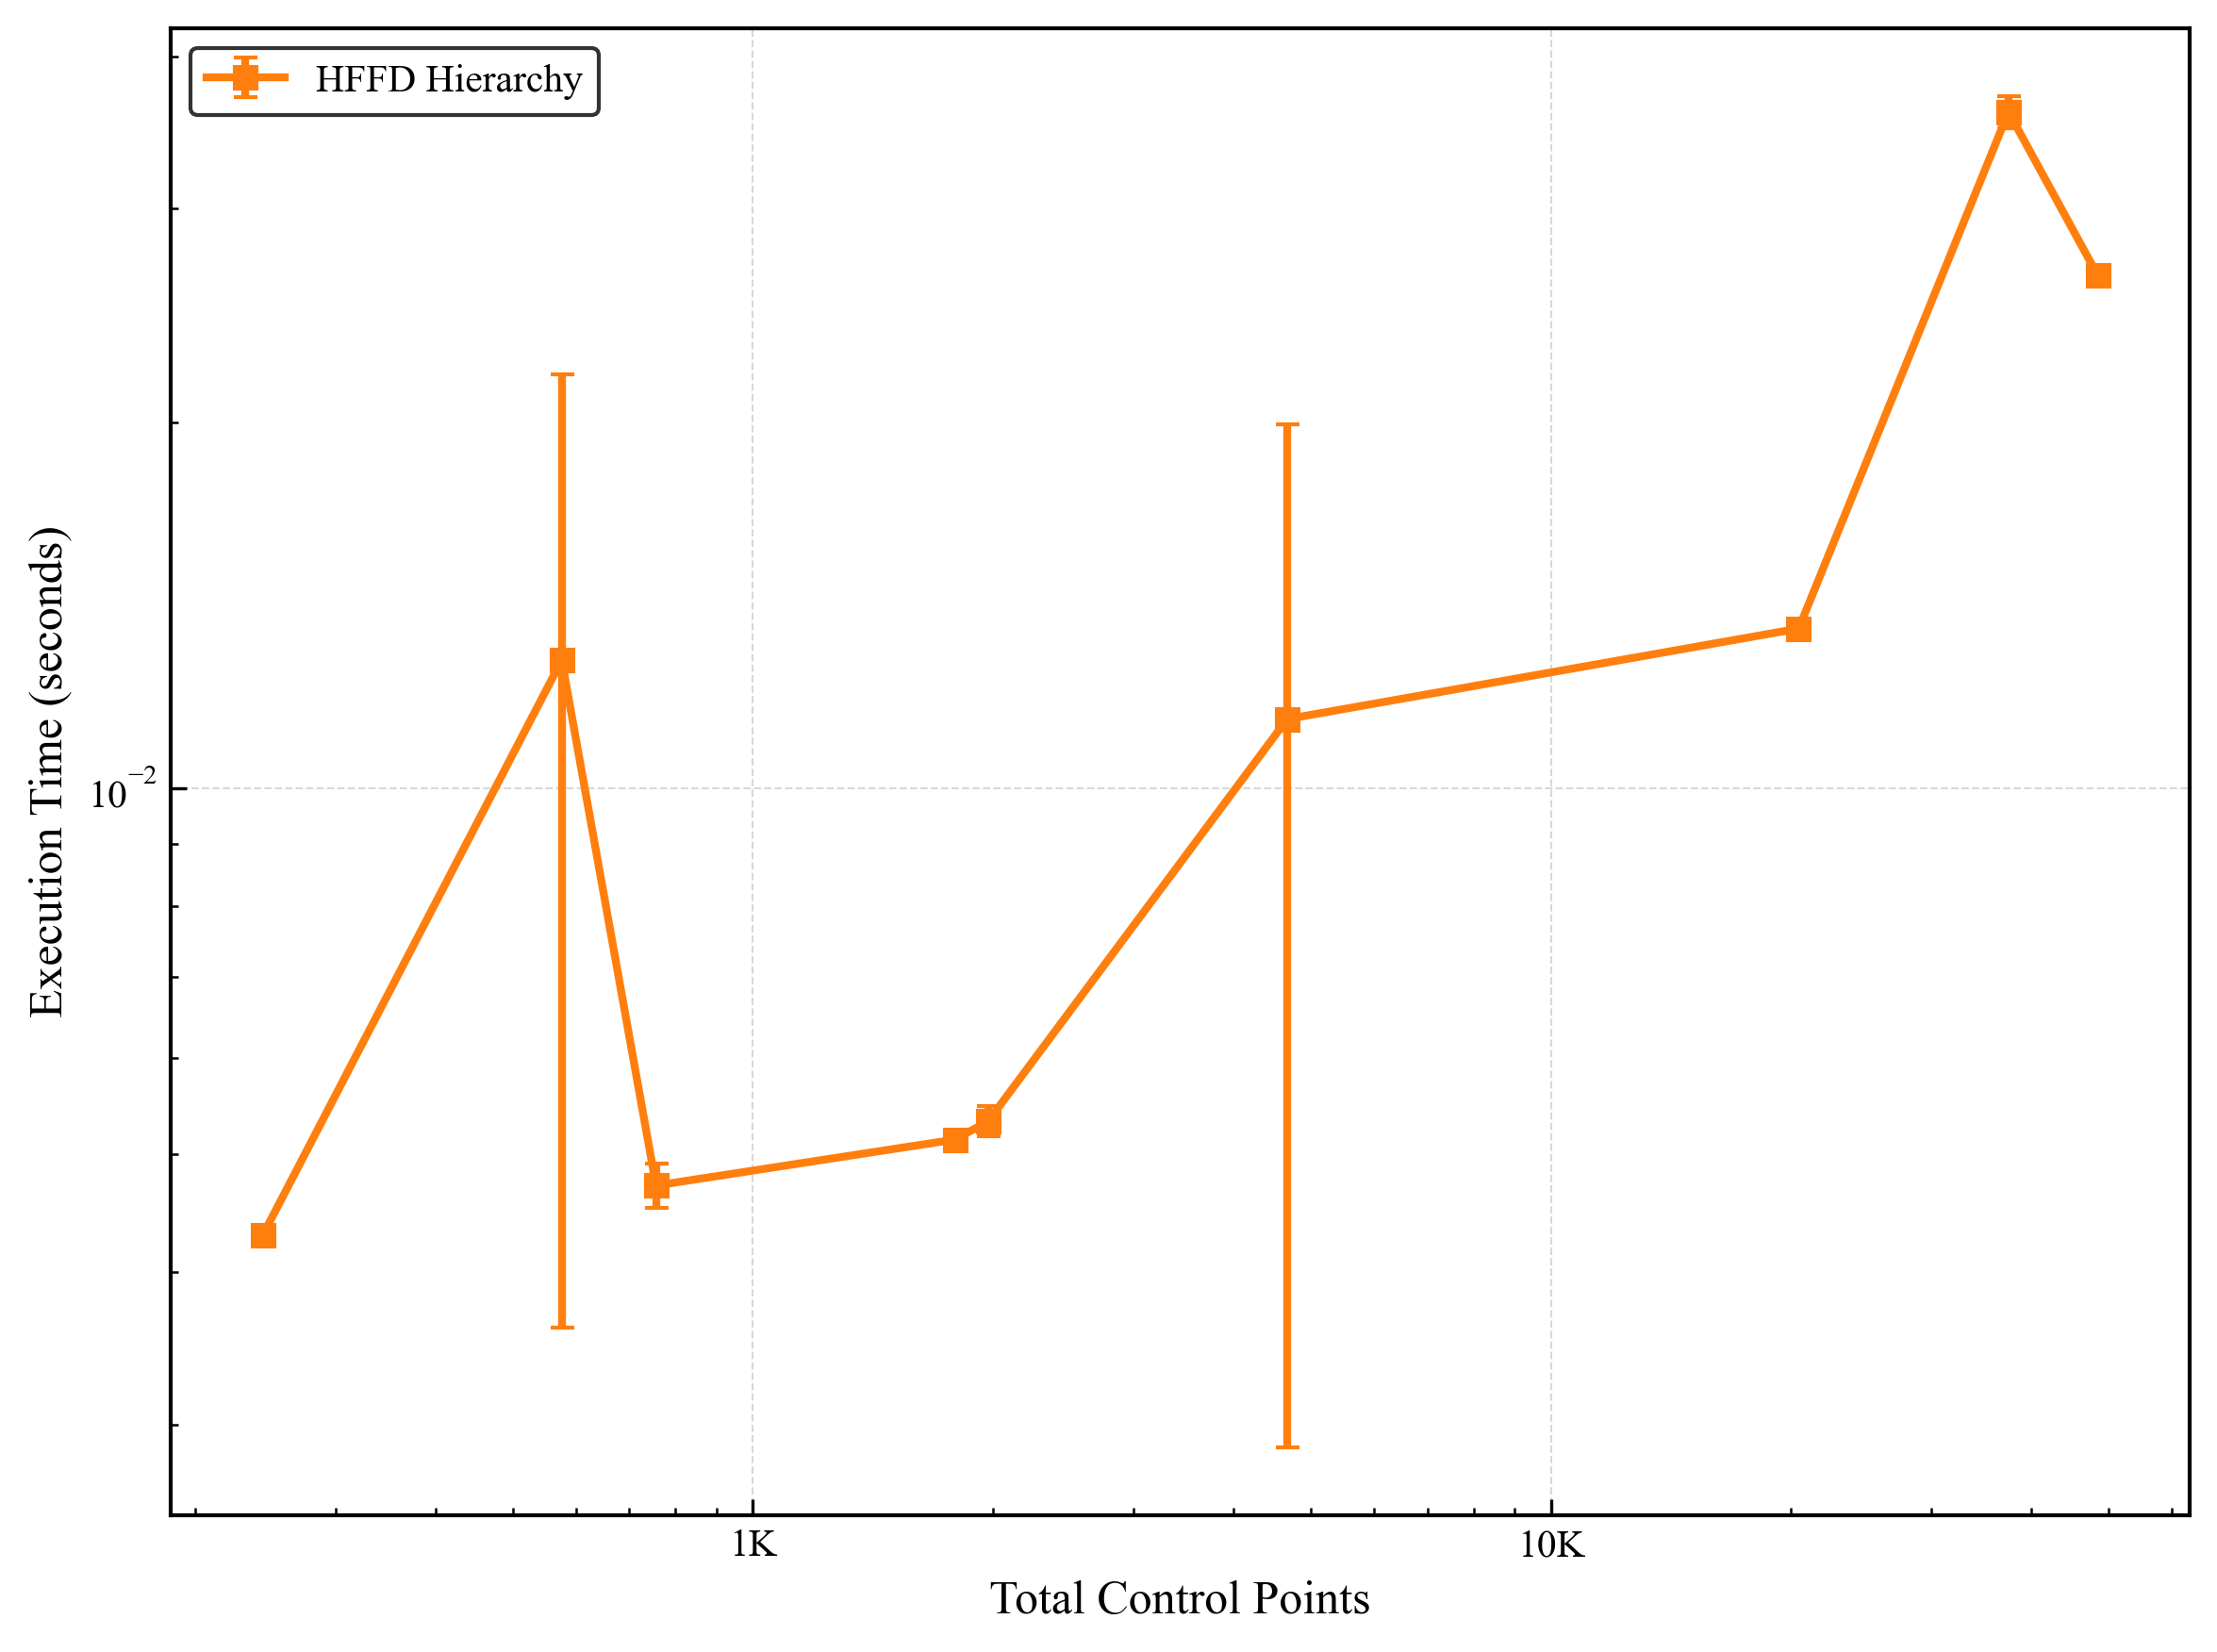 HFFD Hierarchy
Execution Time (seconds)
10⁻²
1K
10K
Total Control Points